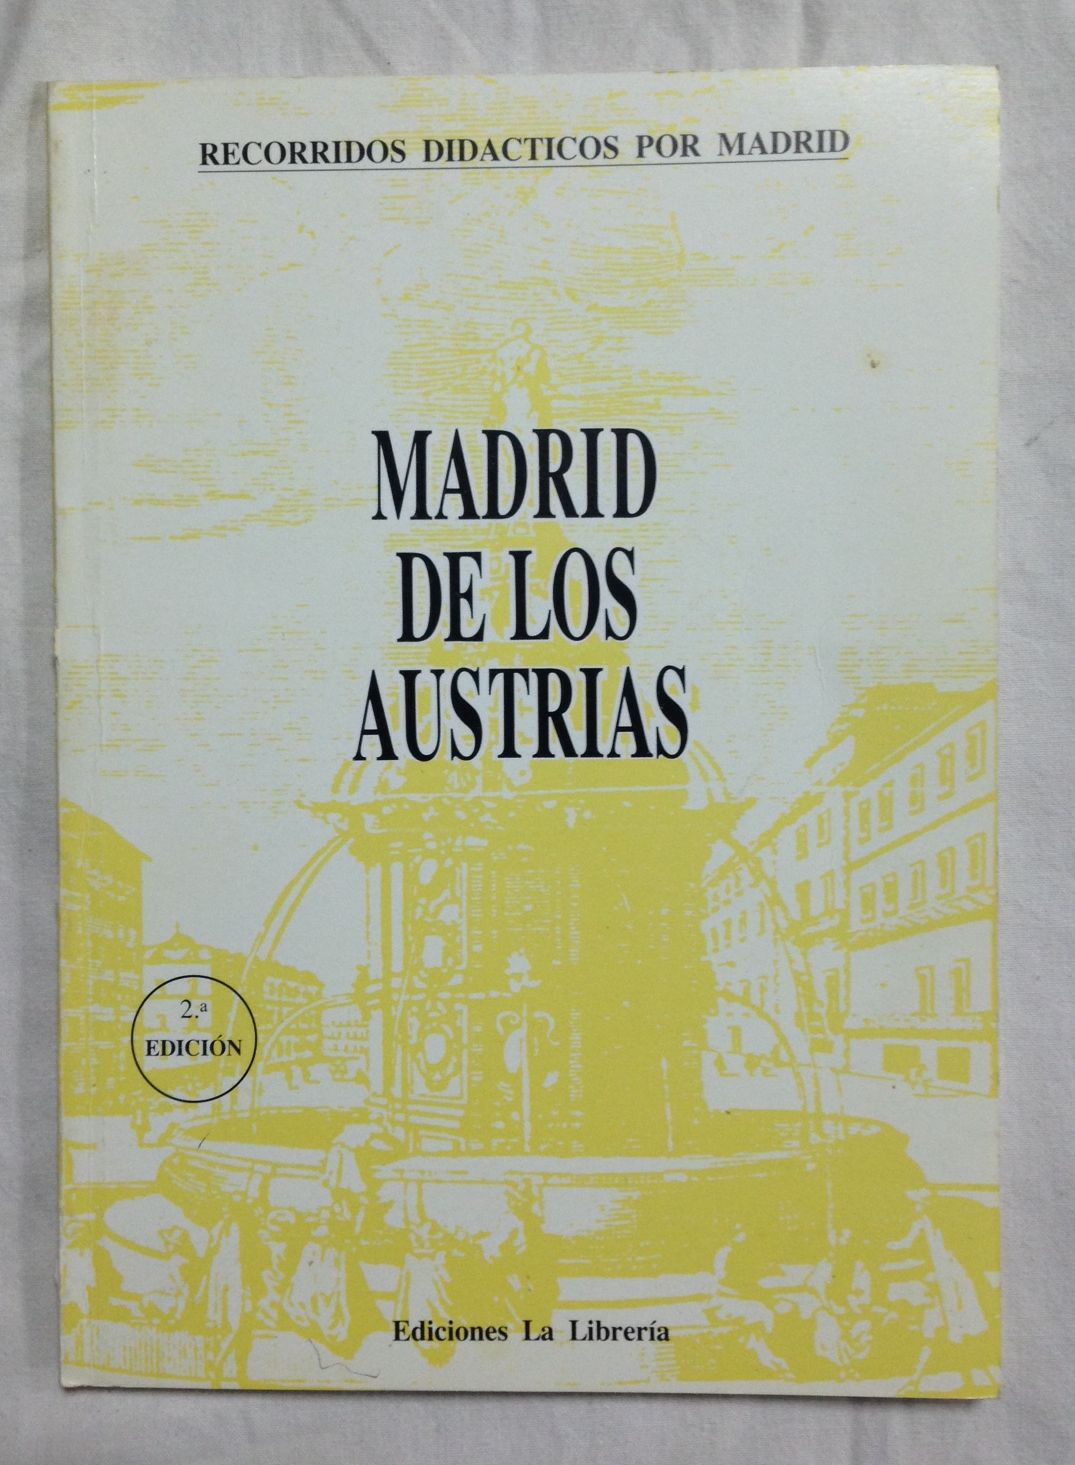 RECORRIDOS DIDACTICOS POR MADRID
MADRID
DE LOS
AUSTRIAS
2.ª
EDICIÓN
Ediciones La Librería